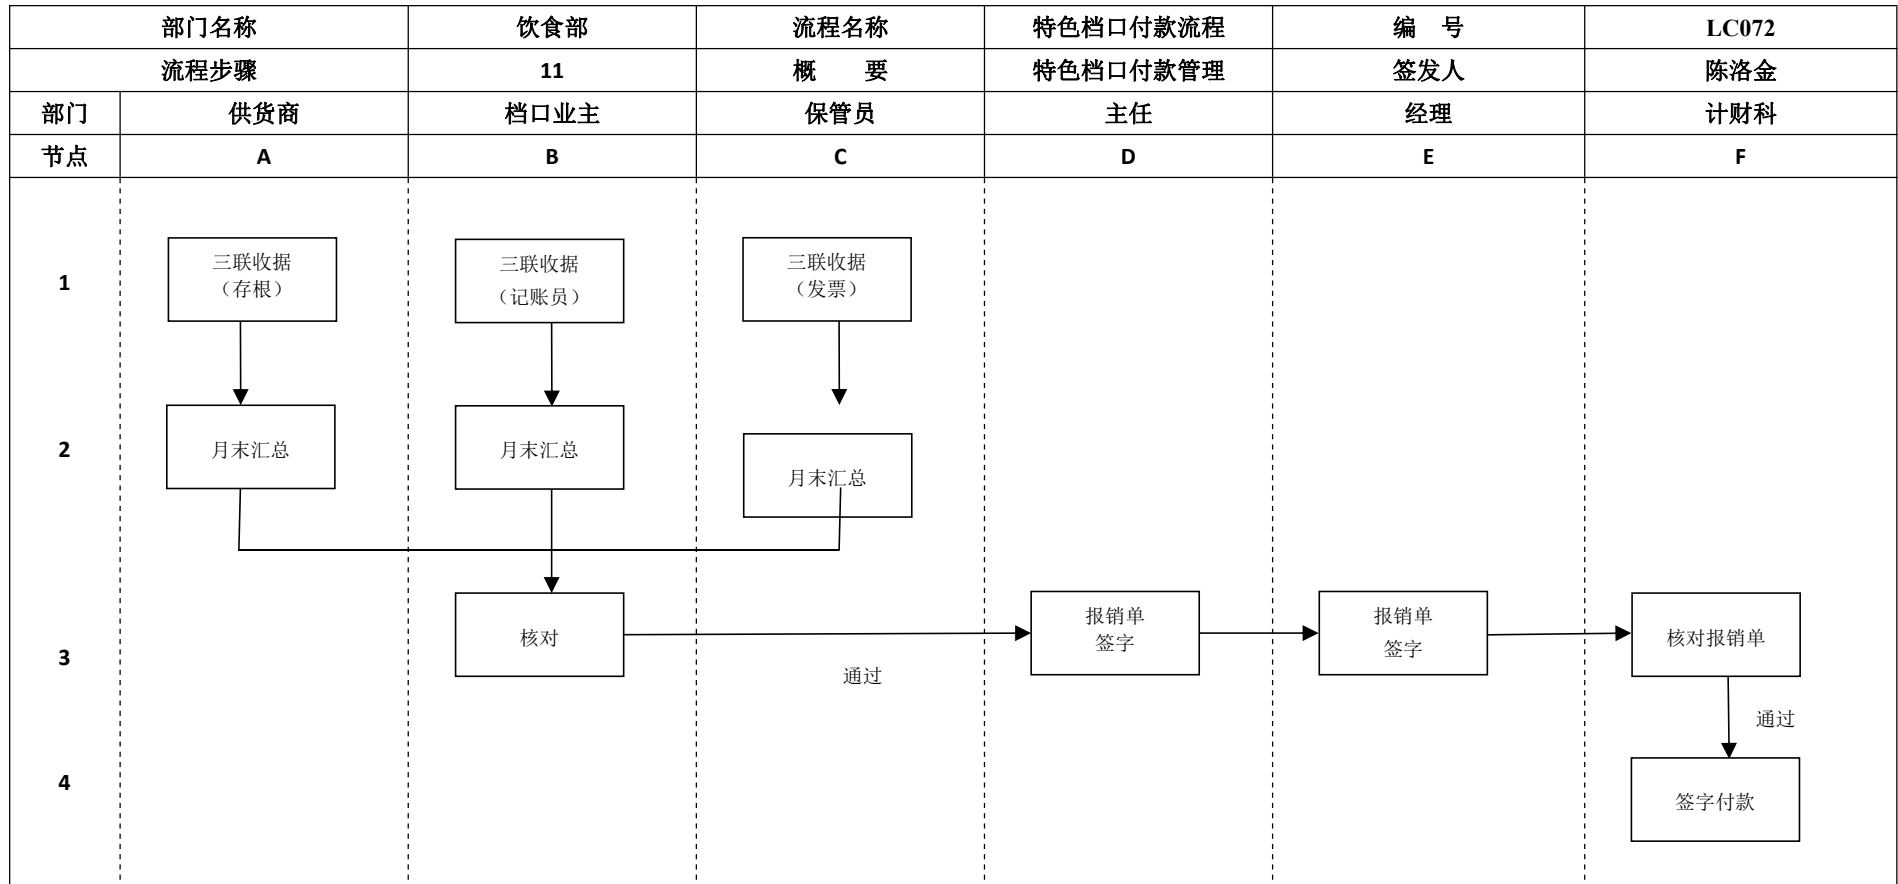 部门名称 饮食部 流程名称 特色档口付款流程 编 号 LC072
流程步骤 11 概 要 特色档口付款管理 签发人 陈洛金
部门 供货商 档口业主 保管员 主任 经理 计财科
节点 A B C D E F
1
三联收据
（存根）
三联收据
（记账员）
三联收据
（发票）
2
月末汇总
月末汇总
月末汇总
3
核对
通过
报销单
签字
报销单
签字
核对报销单
通过
4
签字付款